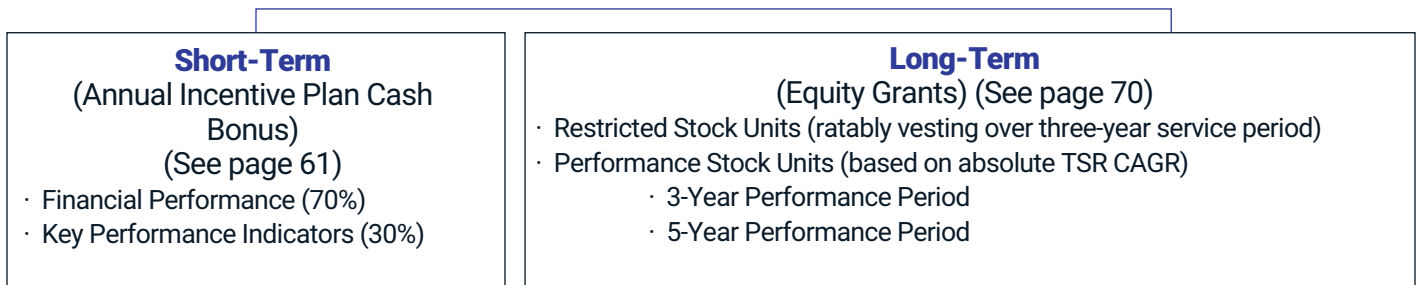 Short-Term
(Annual Incentive Plan Cash
Bonus)
(See page 61)
· Financial Performance (70%)
· Key Performance Indicators (30%)
Long-Term
(Equity Grants) (See page 70)
· Restricted Stock Units (ratably vesting over three-year service period)
· Performance Stock Units (based on absolute TSR CAGR)
· 3-Year Performance Period
· 5-Year Performance Period